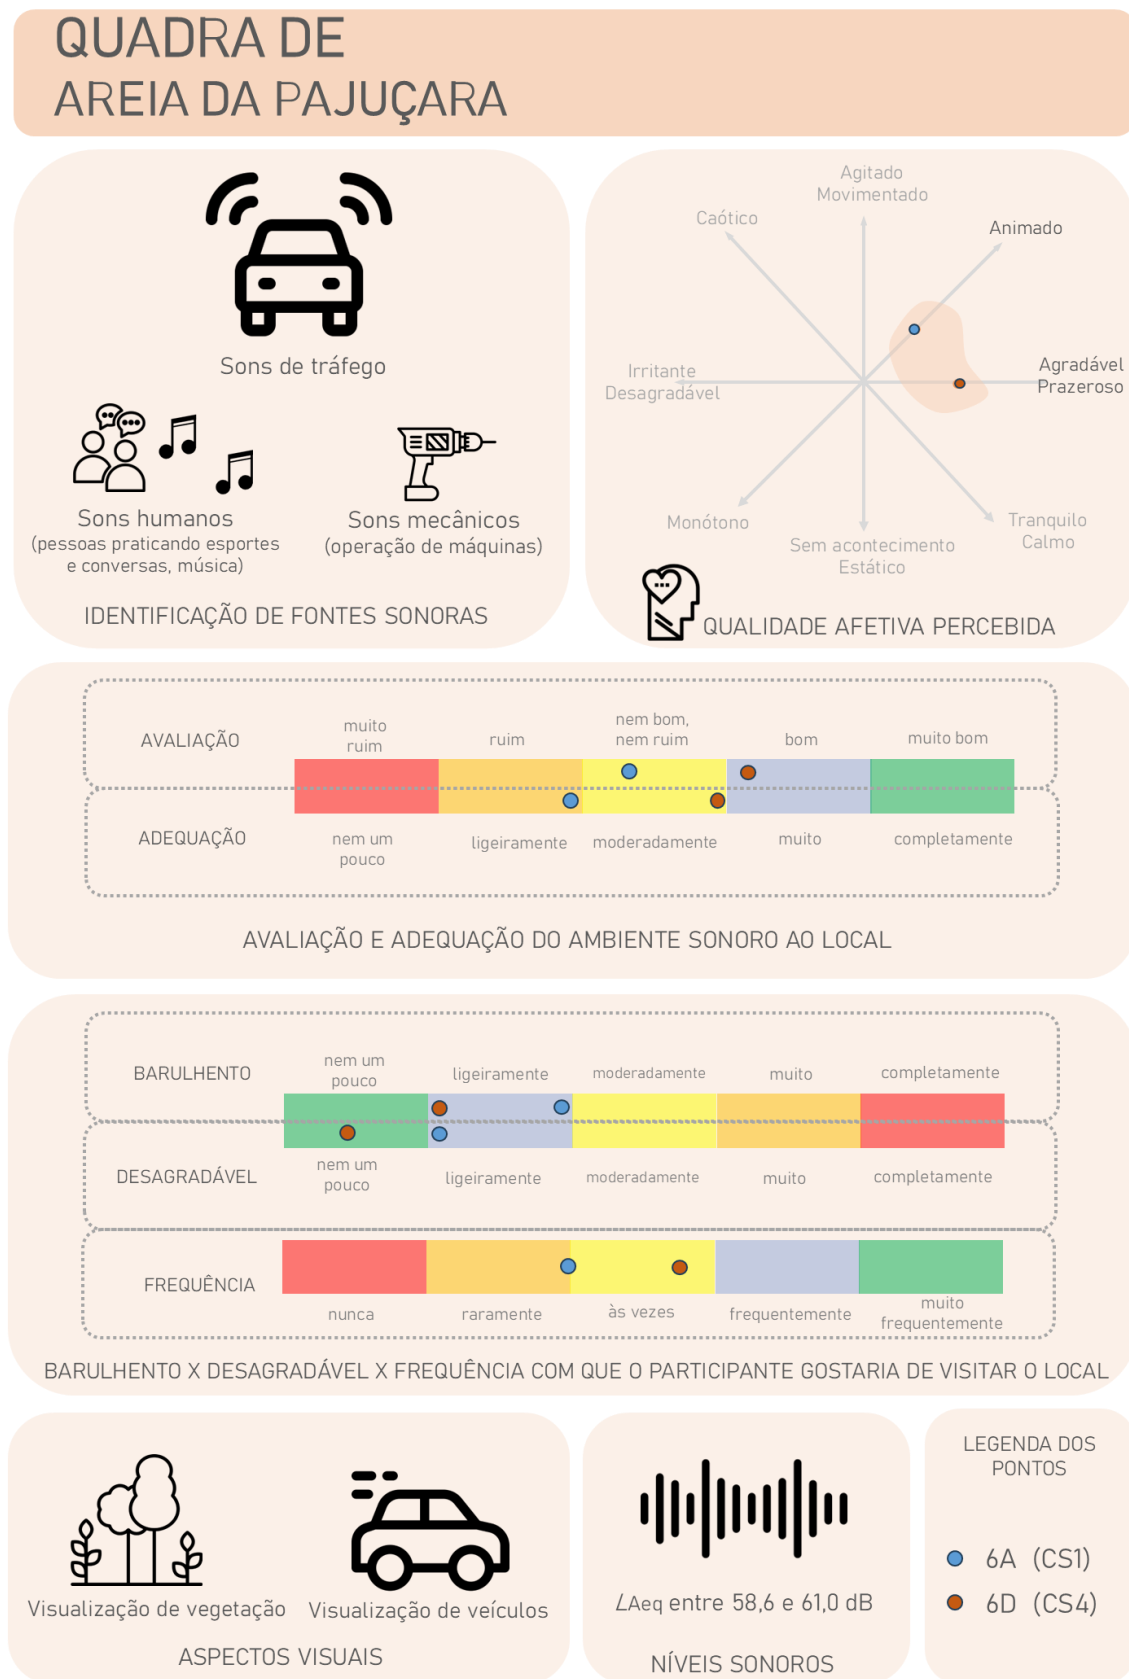 QUADRA DE
AREIA DA PAJUÇARA
Sons de tráfego
Sons humanos
(pessoas praticando esportes
e conversas, música)
Sons mecânicos
(operação de máquinas)
IDENTIFICAÇÃO DE FONTES SONORAS
Agitado
Movimentado
Caótico
Animado
Irritante
Desagradável
Agradável
Prazeroso
Monótono
Sem acontecimento
Estático
Tranquilo
Calmo
QUALIDADE AFETIVA PERCEBIDA
AVALIAÇÃO
muito
ruim
ruim
nem bom,
nem ruim
bom
muito bom
ADEQUAÇÃO
nem um
pouco
ligeiramente
moderadamente
muito
completamente
AVALIAÇÃO E ADEQUAÇÃO DO AMBIENTE SONORO AO LOCAL
BARULHENTO
nem um
pouco
ligeiramente
moderadamente
muito
completamente
DESAGRADÁVEL
nem um
pouco
ligeiramente
moderadamente
muito
completamente
FREQUÊNCIA
nunca
raramente
às vezes
frequentemente
muito
frequentemente
BARULHENTO X DESAGRADÁVEL X FREQUÊNCIA COM QUE O PARTICIPANTE GOSTARIA DE VISITAR O LOCAL
Visualização de vegetação
Visualização de veículos
ASPECTOS VISUAIS
LAeq entre 58,6 e 61,0 dB
NÍVEIS SONOROS
LEGENDA DOS
PONTOS
6A (CS1)
6D (CS4)